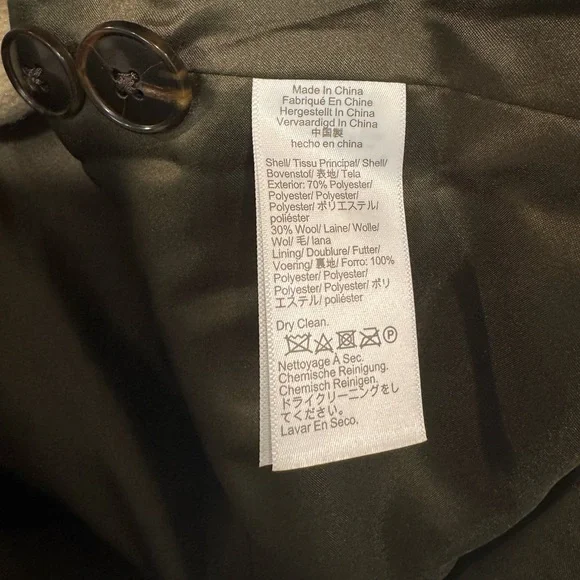 Made In China
Fabriqué En Chine
Hergestellt In China
Vervaardigd In China
中国製
hecho en china
Shell/ Tissu Principal/ Shell/
Bovenstof/ 表地/ Tela
Exterior: 70% Polyester/
Polyester/ Polyester/
Polyester/ ポリエステル/
poliéster
30% Wool/ Laine/ Wolle/
Wol/ 毛/ lana
Lining/ Doublure/ Futter/
Voering/ 裏地/ Forro: 100%
Polyester/ Polyester/
Polyester/ Polyester/ ポリ
エステル/ poliéster
Dry Clean.
P
Nettoyage À Sec.
Chemische Reinigung.
Chemisch Reinigen.
ドライクリーニングをし
てください。
Lavar En Seco.